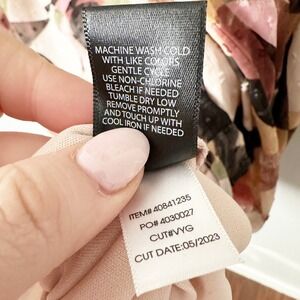 MACHINE WASH COLD
WITH LIKE COLORS
GENTLE CYCLE
USE NON-CHLORINE
BLEACH IF NEEDED
TUMBLE DRY LOW
REMOVE PROMPTLY
AND TOUCH UP WITH
COOL IRON IF NEEDED
ITEM# 40841235
PO# 4030027
CUT#VYG
CUT DATE:05/2023